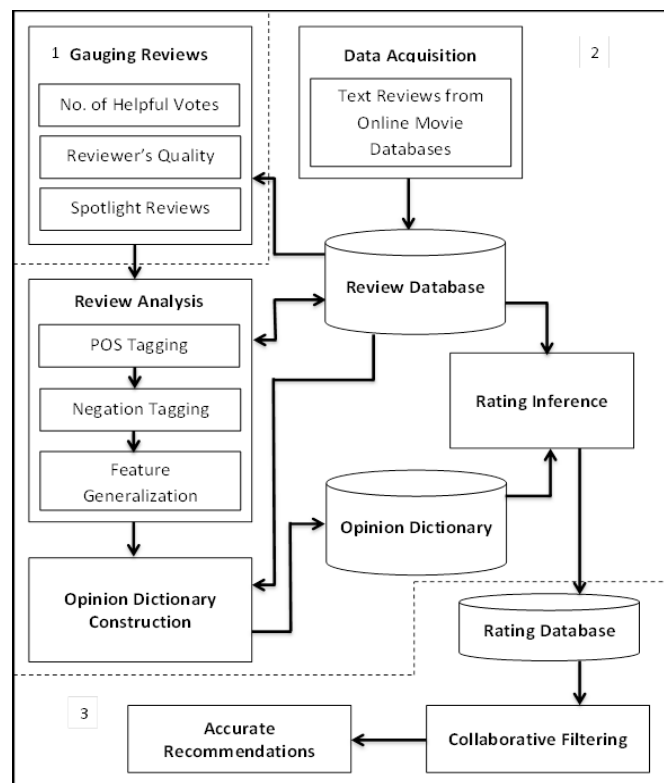 1
Gauging Reviews
No. of Helpful Votes
Reviewer's Quality
Spotlight Reviews
Data Acquisition
2
Text Reviews from
Online Movie
Databases
Review Database
Review Analysis
POS Tagging
Negation Tagging
Feature
Generalization
Rating Inference
Opinion Dictionary
Opinion Dictionary
Construction
Rating Database
3
Accurate
Recommendations
Collaborative Filtering